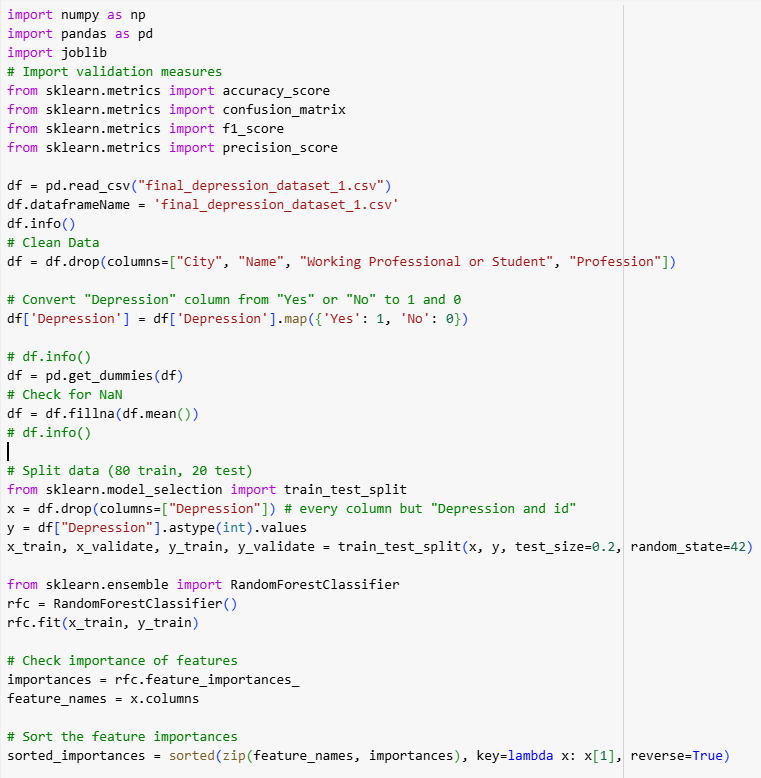 import numpy as np
import pandas as pd
import joblib
# Import validation measures
from sklearn.metrics import accuracy_score
from sklearn.metrics import confusion_matrix
from sklearn.metrics import f1_score
from sklearn.metrics import precision_score
df = pd.read_csv("final_depression_dataset_1.csv")
df.dataframeName = 'final_depression_dataset_1.csv'
df.info()
# Clean Data
df = df.drop(columns=["City", "Name", "Working Professional or Student", "Profession"])
# Convert "Depression" column from "Yes" or "No" to 1 and 0
df['Depression'] = df['Depression'].map({'Yes': 1, 'No': 0})
# df.info()
df = pd.get_dummies(df)
# Check for NaN
df = df.fillna(df.mean())
# df.info()
# Split data (80 train, 20 test)
from sklearn.model_selection import train_test_split
x = df.drop(columns=["Depression"]) # every column but "Depression and id"
y = df["Depression"].astype(int).values
x_train, x_validate, y_train, y_validate = train_test_split(x, y, test_size=0.2, random_state=42)
from sklearn.ensemble import RandomForestClassifier
rfc = RandomForestClassifier()
rfc.fit(x_train, y_train)
# Check importance of features
importances = rfc.feature_importances_
feature_names = x.columns
# Sort the feature importances
sorted_importances = sorted(zip(feature_names, importances), key=lambda x: x[1], reverse=True)